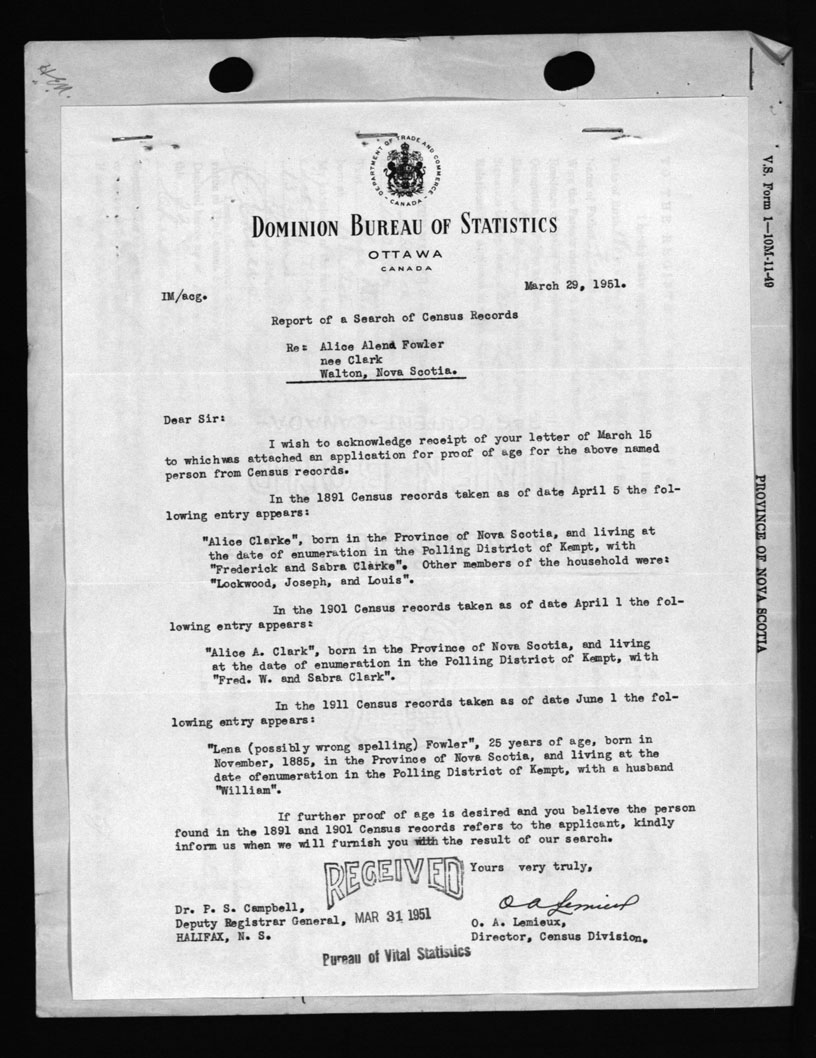 DEPARTMENT OF TRADE AND COMMERCE
- CANADA -
DOMINION BUREAU OF STATISTICS
OTTAWA
CANADA
March 29, 1951.
IM/acg.
Report of a Search of Census Records
Re: Alice Alena Fowler
nee Clark
Walton, Nova Scotia.
Dear Sir:
I wish to acknowledge receipt of your letter of March 15
to whichwas attached an application for proof of age for the above named
person from Census records.
In the 1891 Census records taken as of date April 5 the fol-
lowing entry appears:
"Alice Clarke", born in the Province of Nova Scotia, and living at
the date of enumeration in the Polling District of Kempt, with
"Frederick and Sabra Clarke". Other members of the household were:
"Lockwood, Joseph, and Louis".
In the 1901 Census records taken as of date April 1 the fol-
lowing entry appears:
"Alice A. Clark", born in the Province of Nova Scotia, and living
at the date of enumeration in the Polling District of Kempt, with
"Fred. W. and Sabra Clark".
In the 1911 Census records taken as of date June 1 the fol-
lowing entry appears:
"Lena (possibly wrong spelling) Fowler", 25 years of age, born in
November, 1885, in the Province of Nova Scotia, and living at the
date ofenumeration in the Polling District of Kempt, with a husband
"William".
If further proof of age is desired and you believe the person
found in the 1891 and 1901 Census records refers to the applicant, kindly
inform us when we will furnish you with the result of our search.
Yours very truly,
RECEIVED
MAR 31 1951
Bureau of Vital Statistics
O A Lemieux
Dr. P. S. Campbell,
Deputy Registrar General,
HALIFAX, N. S.
O. A. Lemieux,
Director, Census Division.
V.S. Form 1—10M-11-49
PROVINCE OF NOVA SCOTIA